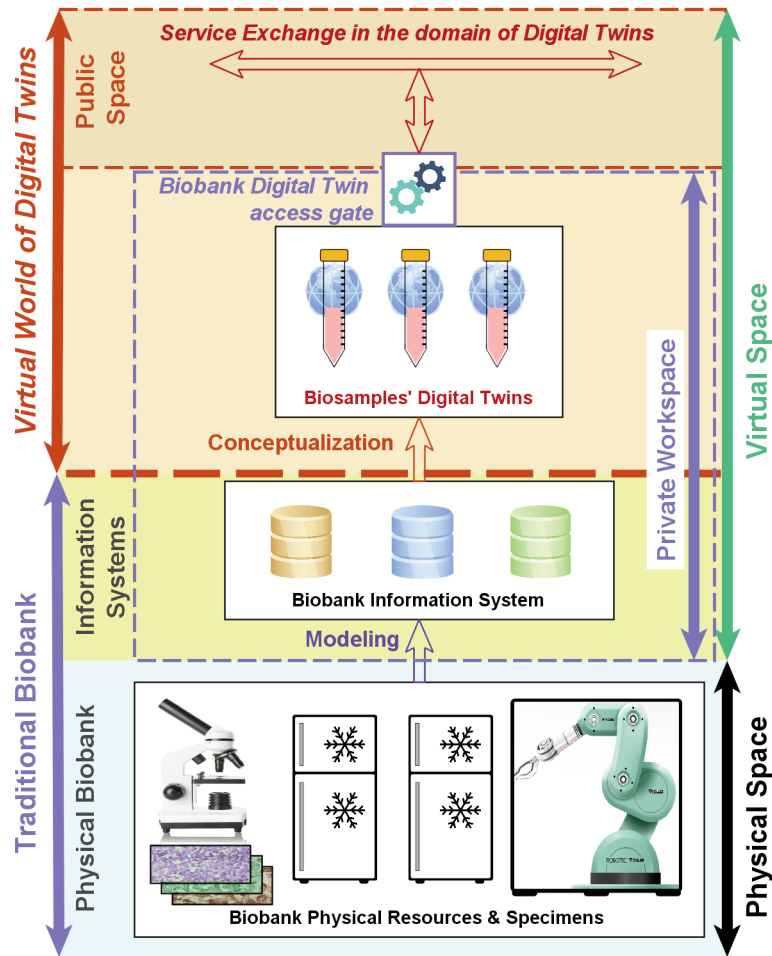 Service Exchange in the domain of Digital Twins
Public
Space
Virtual World of Digital Twins
Biobank Digital Twin
access gate
Biosamples' Digital Twins
Conceptualization
Virtual Space
Private Workspace
Information
Systems
Biobank Information System
Modeling
Traditional Biobank
Physical Biobank
ROBOTIC
Biobank Physical Resources & Specimens
Physical Space